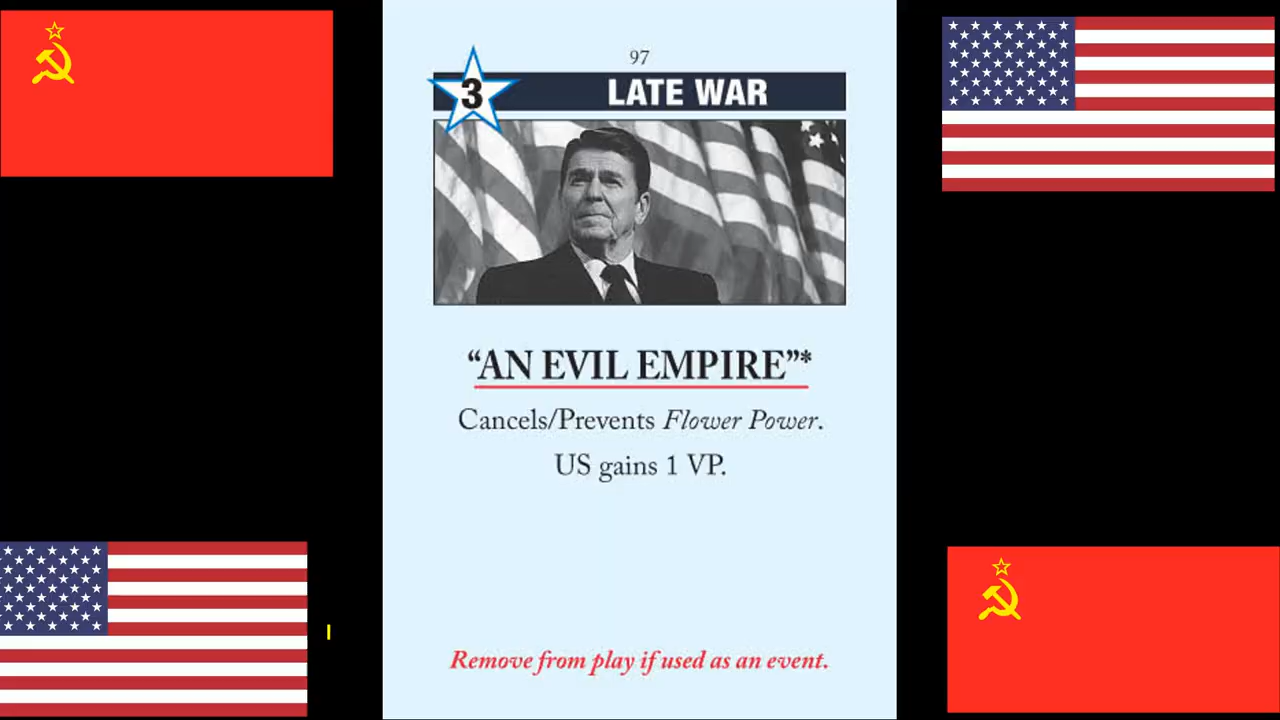 97
3
LATE WAR
“AN EVIL EMPIRE”*
Cancels/Prevents Flower Power.
US gains 1 VP.
Remove from play if used as an event.